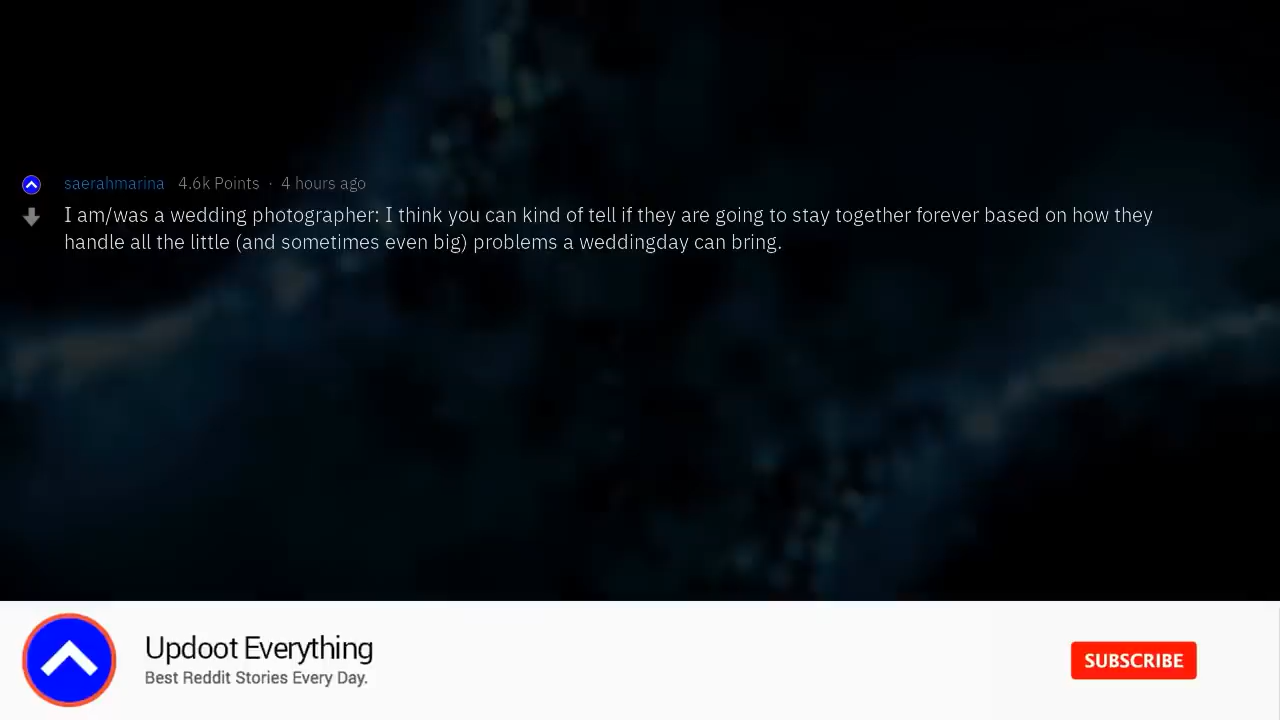 saerahmarina 4.6k Points · 4 hours ago
I am/was a wedding photographer: I think you can kind of tell if they are going to stay together forever based on how they
handle all the little (and sometimes even big) problems a weddingday can bring.
Updoot Everything
Best Reddit Stories Every Day.
SUBSCRIBE